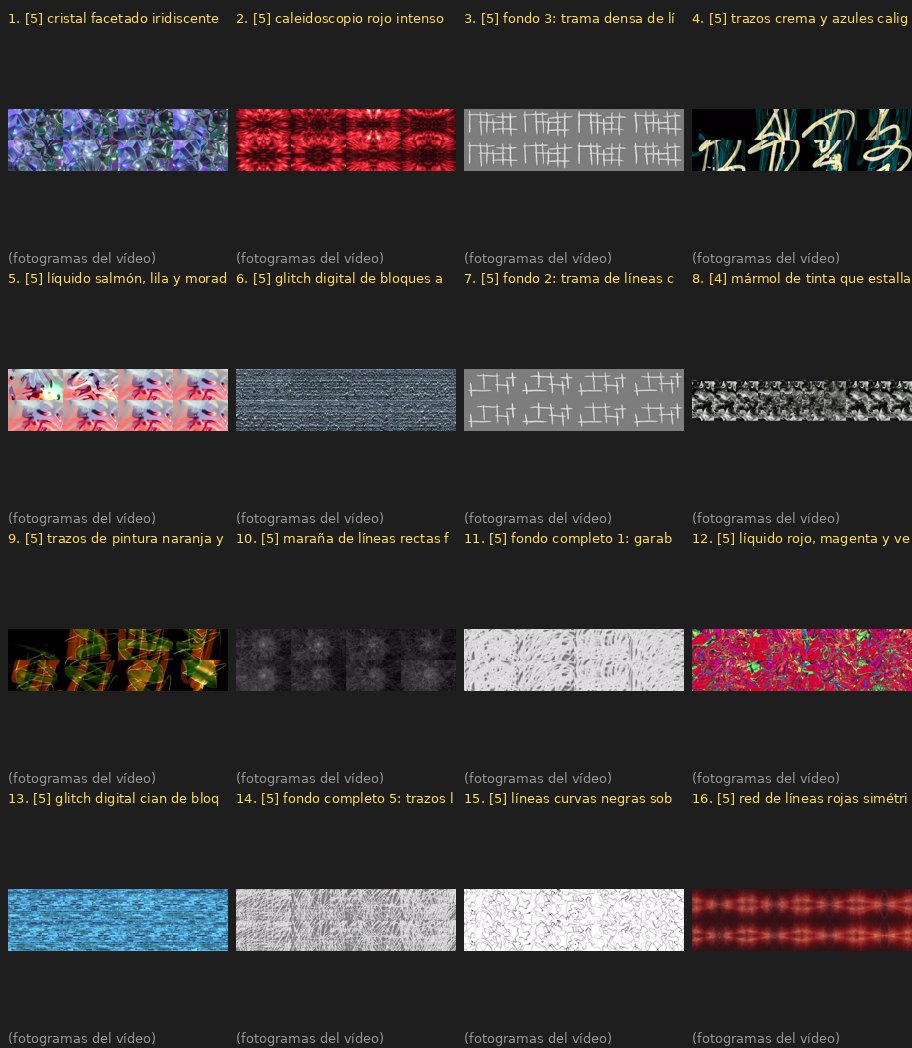 1. [5] cristal facetado iridiscente
2. [5] caleidoscopio rojo intenso
3. [5] fondo 3: trama densa de lí
4. [5] trazos crema y azules calig
(fotogramas del vídeo)
(fotogramas del vídeo)
(fotogramas del vídeo)
(fotogramas del vídeo)
5. [5] líquido salmón, lila y morad
6. [5] glitch digital de bloques a
7. [5] fondo 2: trama de líneas c
8. [4] mármol de tinta que estalla
(fotogramas del vídeo)
(fotogramas del vídeo)
(fotogramas del vídeo)
(fotogramas del vídeo)
9. [5] trazos de pintura naranja y
10. [5] maraña de líneas rectas f
11. [5] fondo completo 1: garab
12. [5] líquido rojo, magenta y ve
(fotogramas del vídeo)
(fotogramas del vídeo)
(fotogramas del vídeo)
(fotogramas del vídeo)
13. [5] glitch digital cian de bloq
14. [5] fondo completo 5: trazos l
15. [5] líneas curvas negras sob
16. [5] red de líneas rojas simétri
(fotogramas del vídeo)
(fotogramas del vídeo)
(fotogramas del vídeo)
(fotogramas del vídeo)